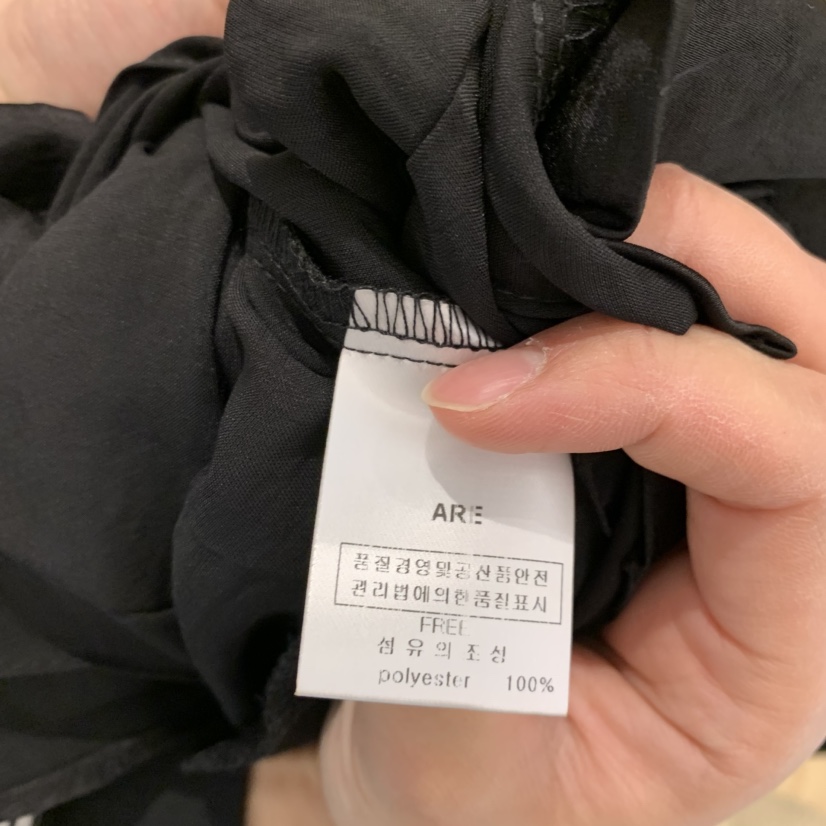 ARE
품질경영및공산품안전
관리법에의한품질표시
FREE
섬유의 조성
polyester 100%